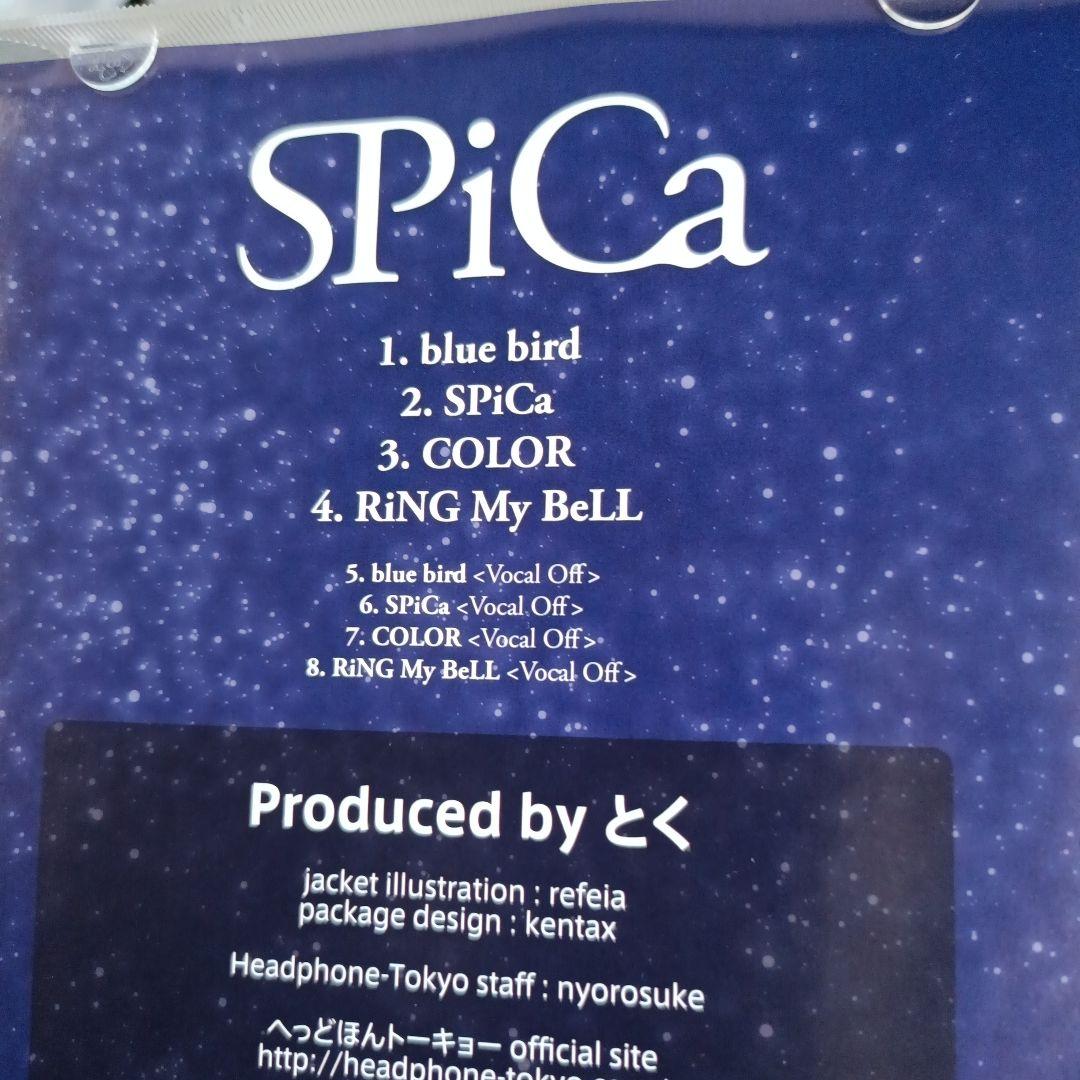 SPiCa
1. blue bird
2. SPiCa
3. COLOR
4. RiNG My BeLL
5. blue bird <Vocal Off>
6. SPiCa <Vocal Off>
7. COLOR <Vocal Off>
8. RiNG My BeLL <Vocal Off>
Produced by とく
jacket illustration : refeia
package design : kentax
Headphone-Tokyo staff : nyorosuke
へっどほんトーキョー official site
http://headphone-tokyo